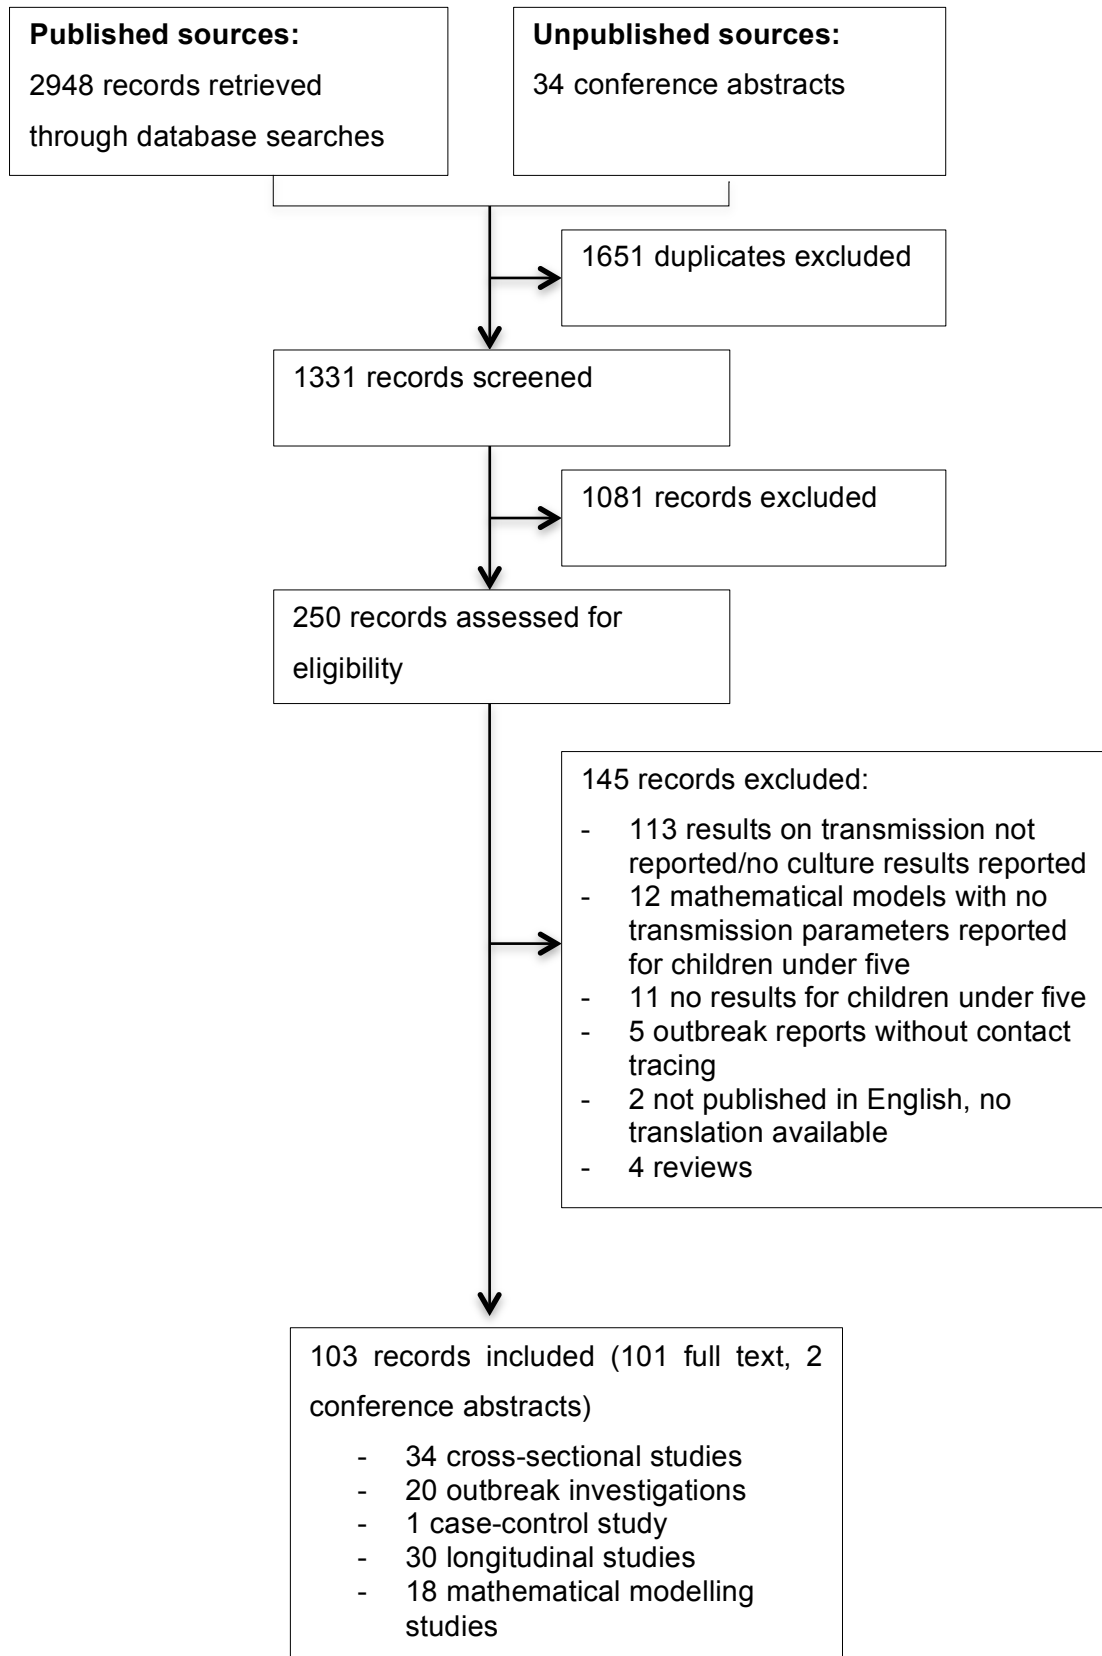 Published sources:
2948 records retrieved
through database searches
Unpublished sources:
34 conference abstracts
1651 duplicates excluded
1331 records screened
1081 records excluded
250 records assessed for
eligibility
145 records excluded:
- 113 results on transmission not
reported/no culture results reported
- 12 mathematical models with no
transmission parameters reported
for children under five
- 11 no results for children under five
- 5 outbreak reports without contact
tracing
- 2 not published in English, no
translation available
- 4 reviews
103 records included (101 full text, 2
conference abstracts)
- 34 cross-sectional studies
- 20 outbreak investigations
- 1 case-control study
- 30 longitudinal studies
- 18 mathematical modelling
studies